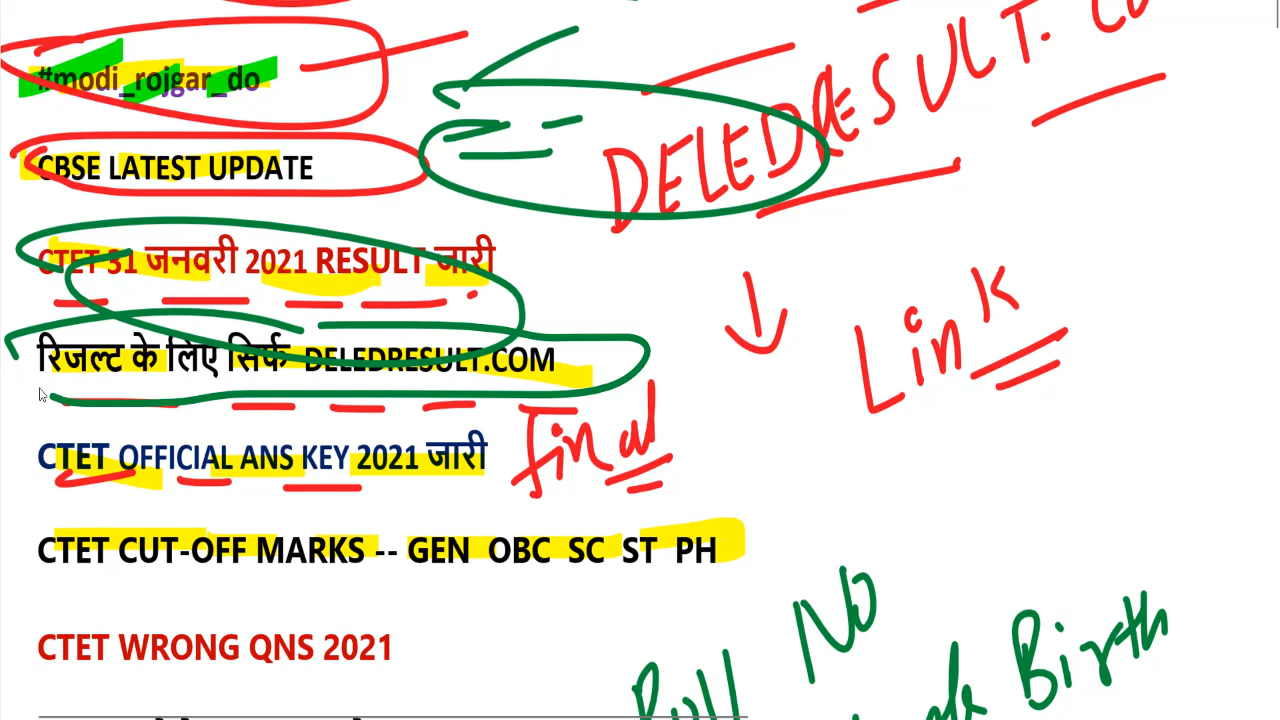 #modi_rojgar_do
DELEDRESULT. CO
CBSE LATEST UPDATE
CTET 31 जनवरी 2021 RESULT जारी
Link
रिजल्ट के लिए सिर्फ DELEDRESULT.COM
final
CTET OFFICIAL ANS KEY 2021 जारी
CTET CUT-OFF MARKS -- GEN OBC SC ST PH
CTET WRONG QNS 2021
Roll No
Birth